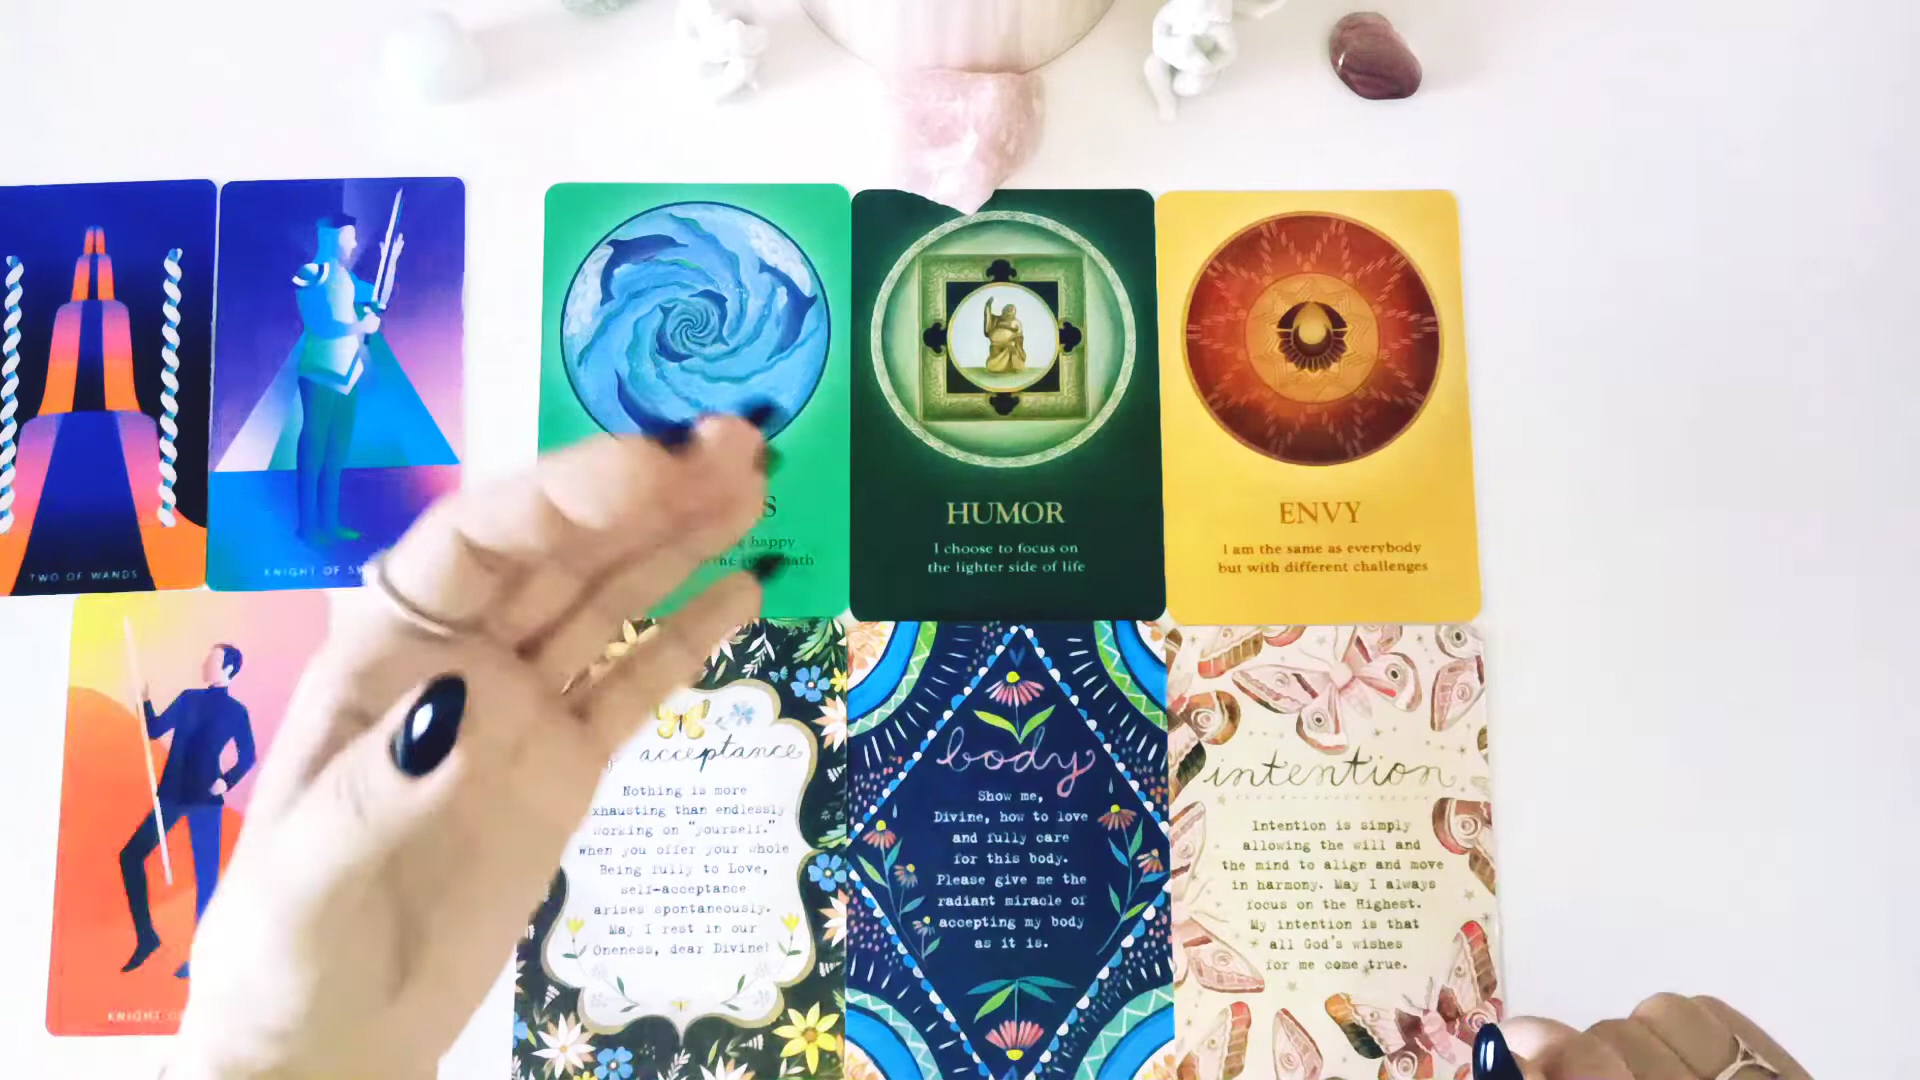 TWO OF WANDS
KNIGHT OF
happy
HUMOR
I choose to focus on
the lighter side of life
ENVY
I am the same as everybody
but with different challenges
KNIGHT
acceptance
Nothing is more
xhausting than endlessly
working on "yourself."
When you offer your whole
Being fully to Love,
self-acceptance
arises spontaneously.
May I rest in our
Oneness, dear Divine!
body
Show me,
Divine, how to love
and fully care
for this body.
Please give me the
radiant miracle of
accepting my body
as it is.
intention
Intention is simply
allowing the will and
the mind to align and move
in harmony. May I always
focus on the Highest.
My intention is that
all God's wishes
for me come true.